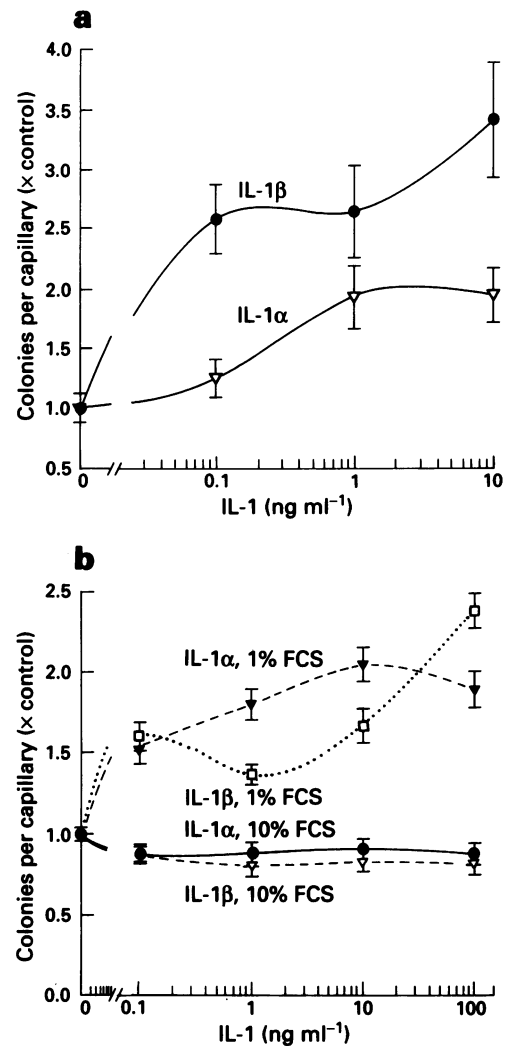 a
Colonies per capillary (× control)
4.0
3.5
3.0
2.5
2.0
1.5
1.0
0.5
IL-1β
IL-1α
0 0.1 1 10
IL-1 (ng ml⁻¹)
b
Colonies per capillary (× control)
2.5
2.0
1.5
1.0
0.5
0.0
IL-1α, 1% FCS
IL-1β, 1% FCS
IL-1α, 10% FCS
IL-1β, 10% FCS
0 0.1 1 10 100
IL-1 (ng ml⁻¹)